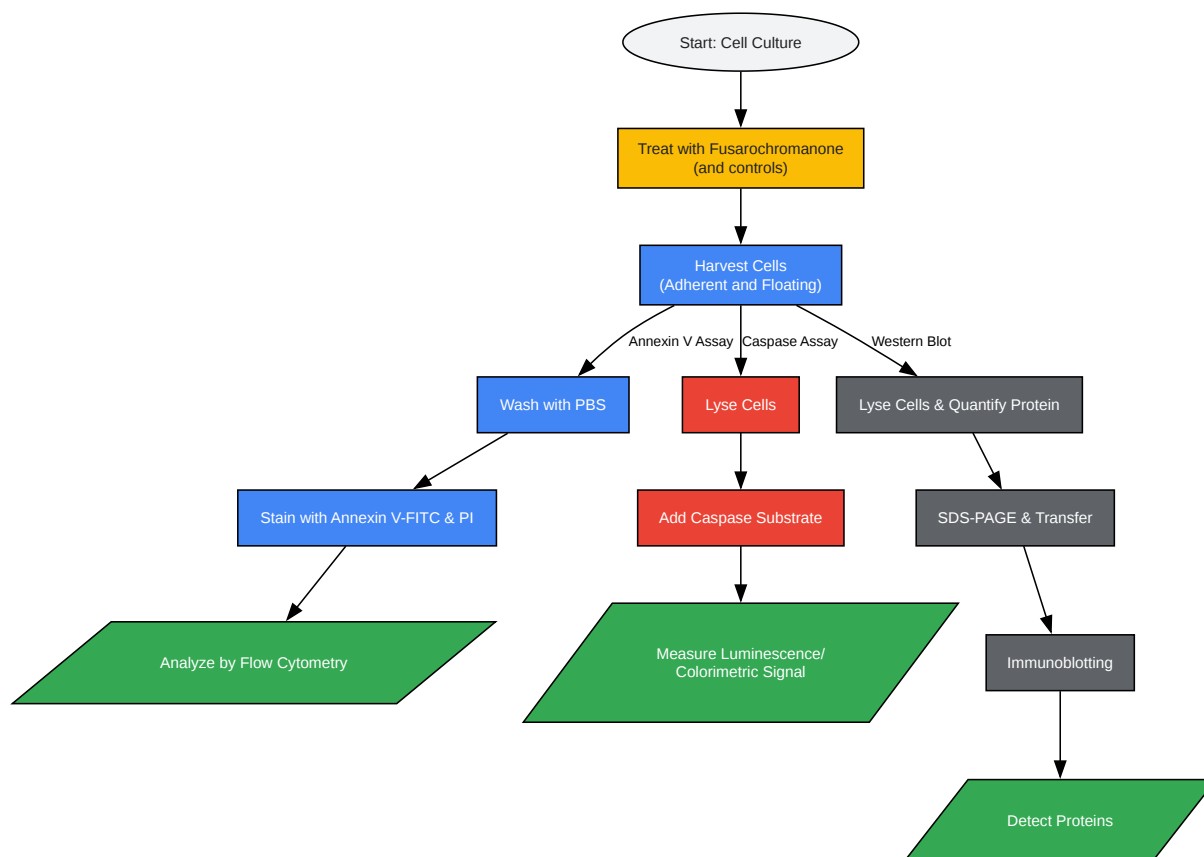 Start: Cell Culture
Treat with Fusarochromanone
(and controls)
Harvest Cells
(Adherent and Floating)
Annexin V Assay
Caspase Assay
Western Blot
Wash with PBS
Lyse Cells
Lyse Cells & Quantify Protein
Stain with Annexin V-FITC & PI
Add Caspase Substrate
SDS-PAGE & Transfer
Analyze by Flow Cytometry
Measure Luminescence/
Colorimetric Signal
Immunoblotting
Detect Proteins